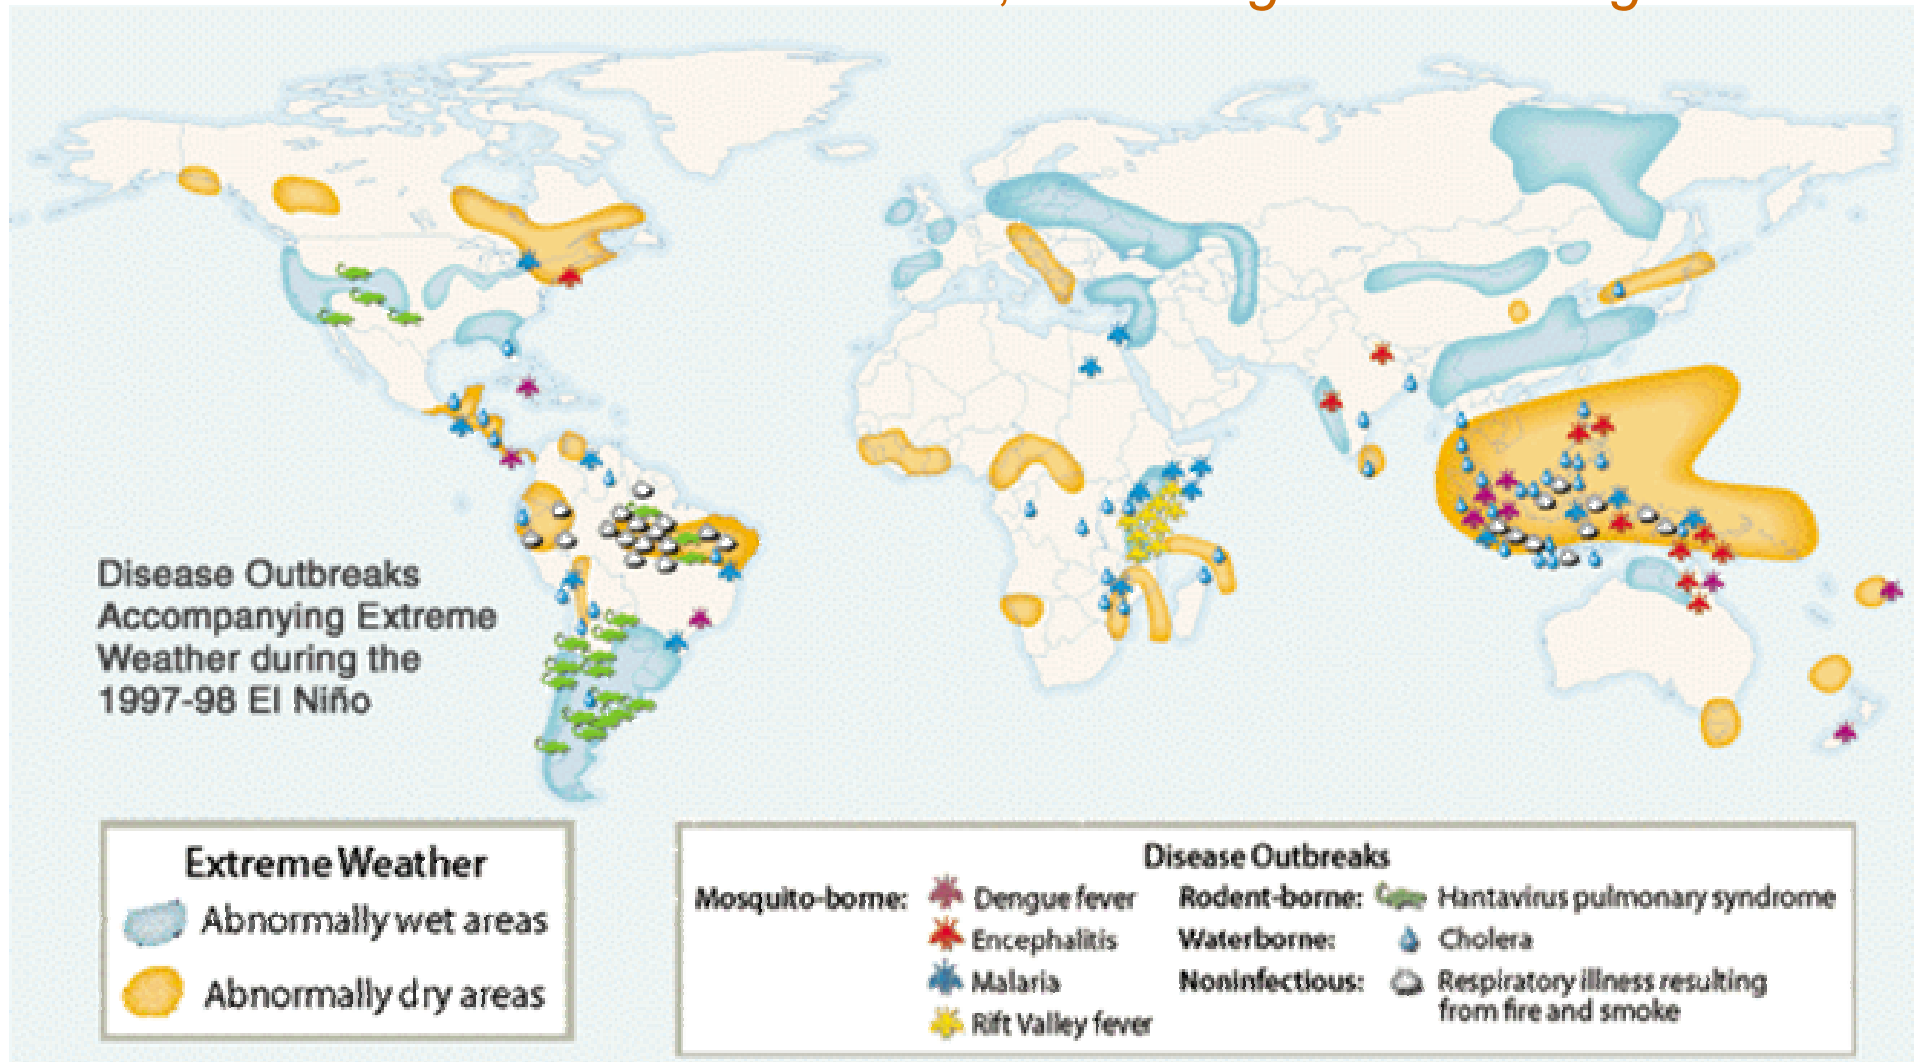 Disease Outbreaks
Accompanying Extreme
Weather during the
1997-98 El Niño
Extreme Weather
Abnormally wet areas
Abnormally dry areas
Disease Outbreaks
Mosquito-borne:
Dengue fever
Encephalitis
Malaria
Rift Valley fever
Rodent-borne:
Hantavirus pulmonary syndrome
Waterborne:
Cholera
Noninfectious:
Respiratory illness resulting
from fire and smoke